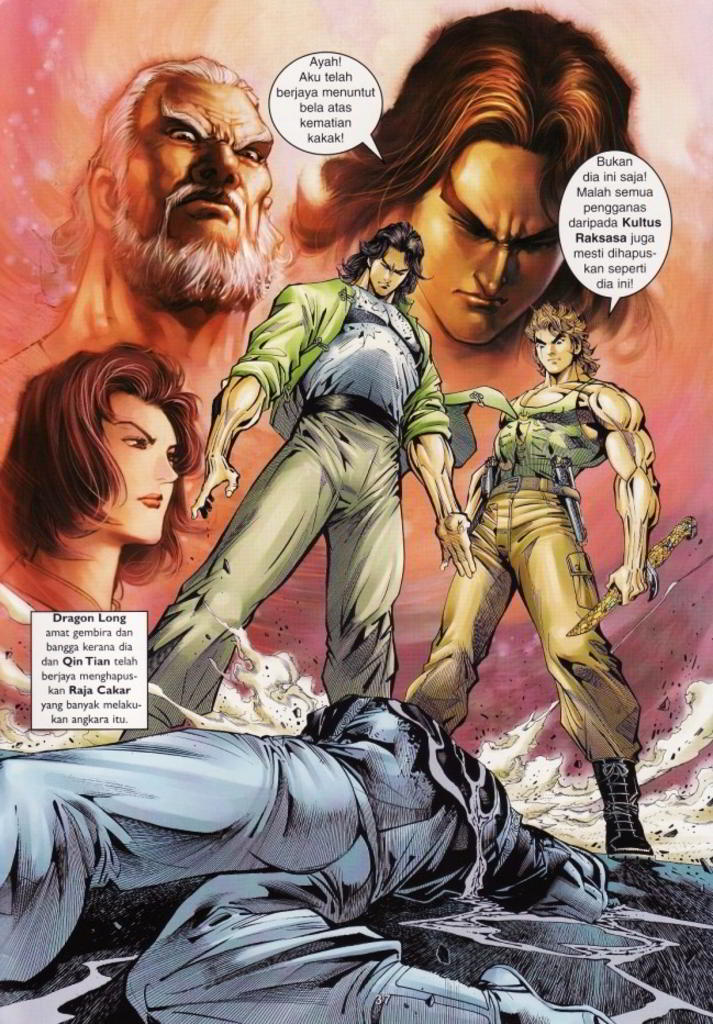 Ayah!
Aku telah
berjaya menuntut
bela atas
kematian
kakak!
Bukan
dia ini saja!
Malah semua
pengganas
daripada Kultus
Raksasa juga
mesti dihapus-
kan seperti
dia ini!
Dragon Long
amat gembira dan
bangga kerana dia
dan Qin Tian telah
berjaya menghapus-
kan Raja Cakar
yang banyak melaku-
kan angkara itu.
37